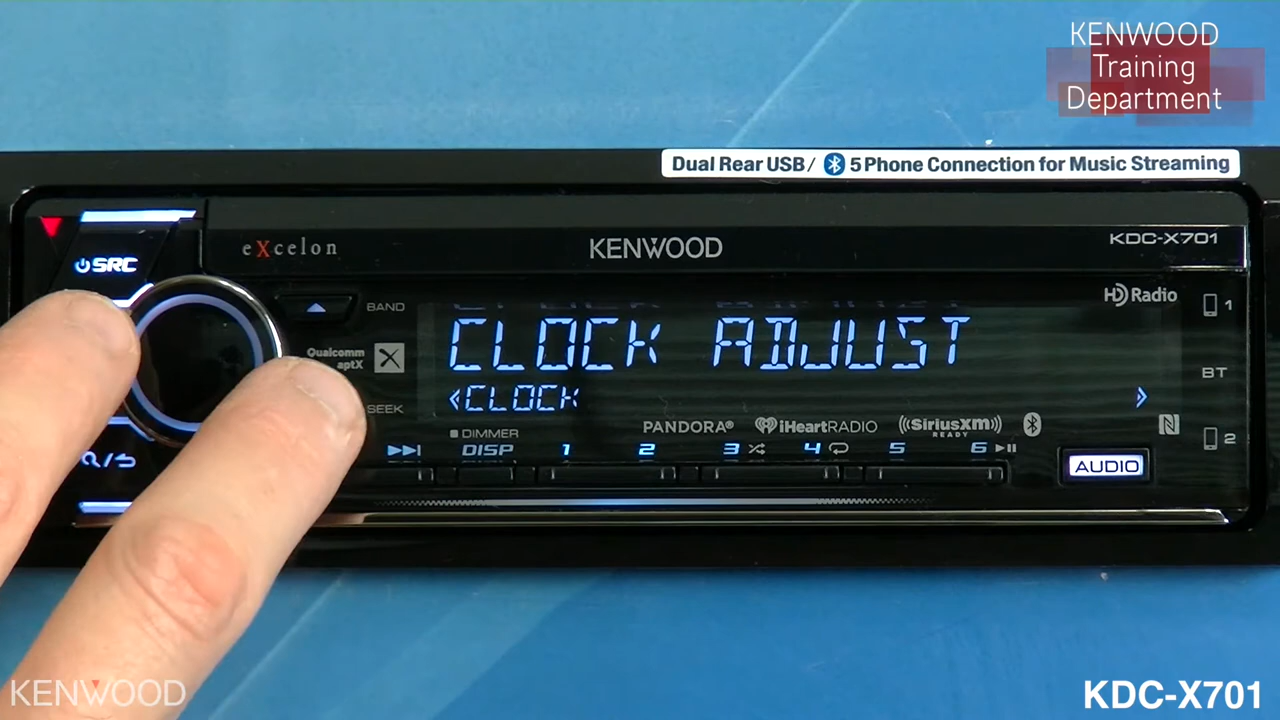 KENWOOD
Training
Department
Dual Rear USB/ 5 Phone Connection for Music Streaming
eXcelon
KENWOOD
KDC-X701
SRC
BAND
HD Radio
1
CLOCK ADJUST
Qualcomm
aptX
BT
<CLOCK >
SEEK
PANDORA® iHeartRADIO ((SiriusXM))
READY
DIMMER
2
DISP 1 2 3 4 5 6
AUDIO
KENWOOD
KDC-X701